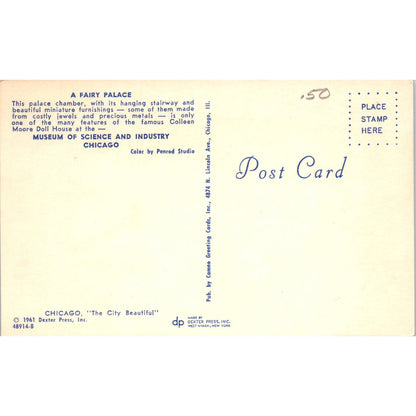 A FAIRY PALACE
This palace chamber, with its hanging stairway and
beautiful miniature furnishings — some of them made
from costly jewels and precious metals — is only
one of the many features of the famous Colleen
Moore Doll House at the —
MUSEUM OF SCIENCE AND INDUSTRY
CHICAGO
Color by Penrod Studio
.50
PLACE
STAMP
HERE
Post Card
Pub. by Cameo Greeting Cards, Inc., 4874 N. Lincoln Ave., Chicago, Ill.
CHICAGO, "The City Beautiful"
© 1961 Dexter Press, Inc.
48914-B
dp
MADE BY
DEXTER PRESS, INC.
WEST NYACK, NEW YORK